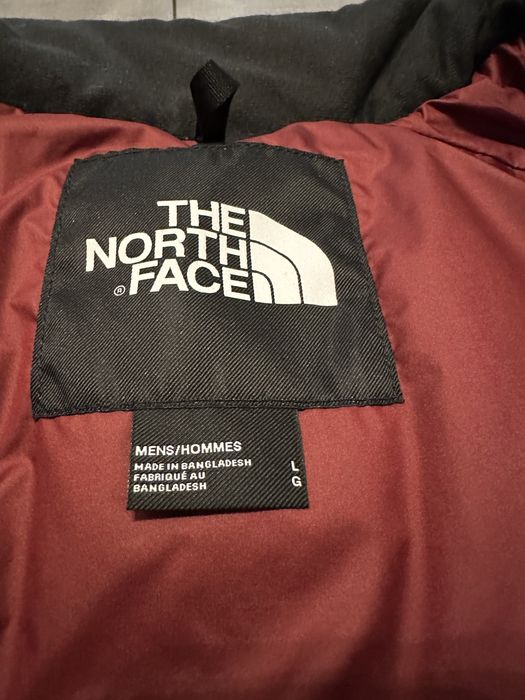 THE
NORTH
FACE
®
MENS/HOMMES
MADE IN BANGLADESH
FABRIQUÉ AU
BANGLADESH
L
G